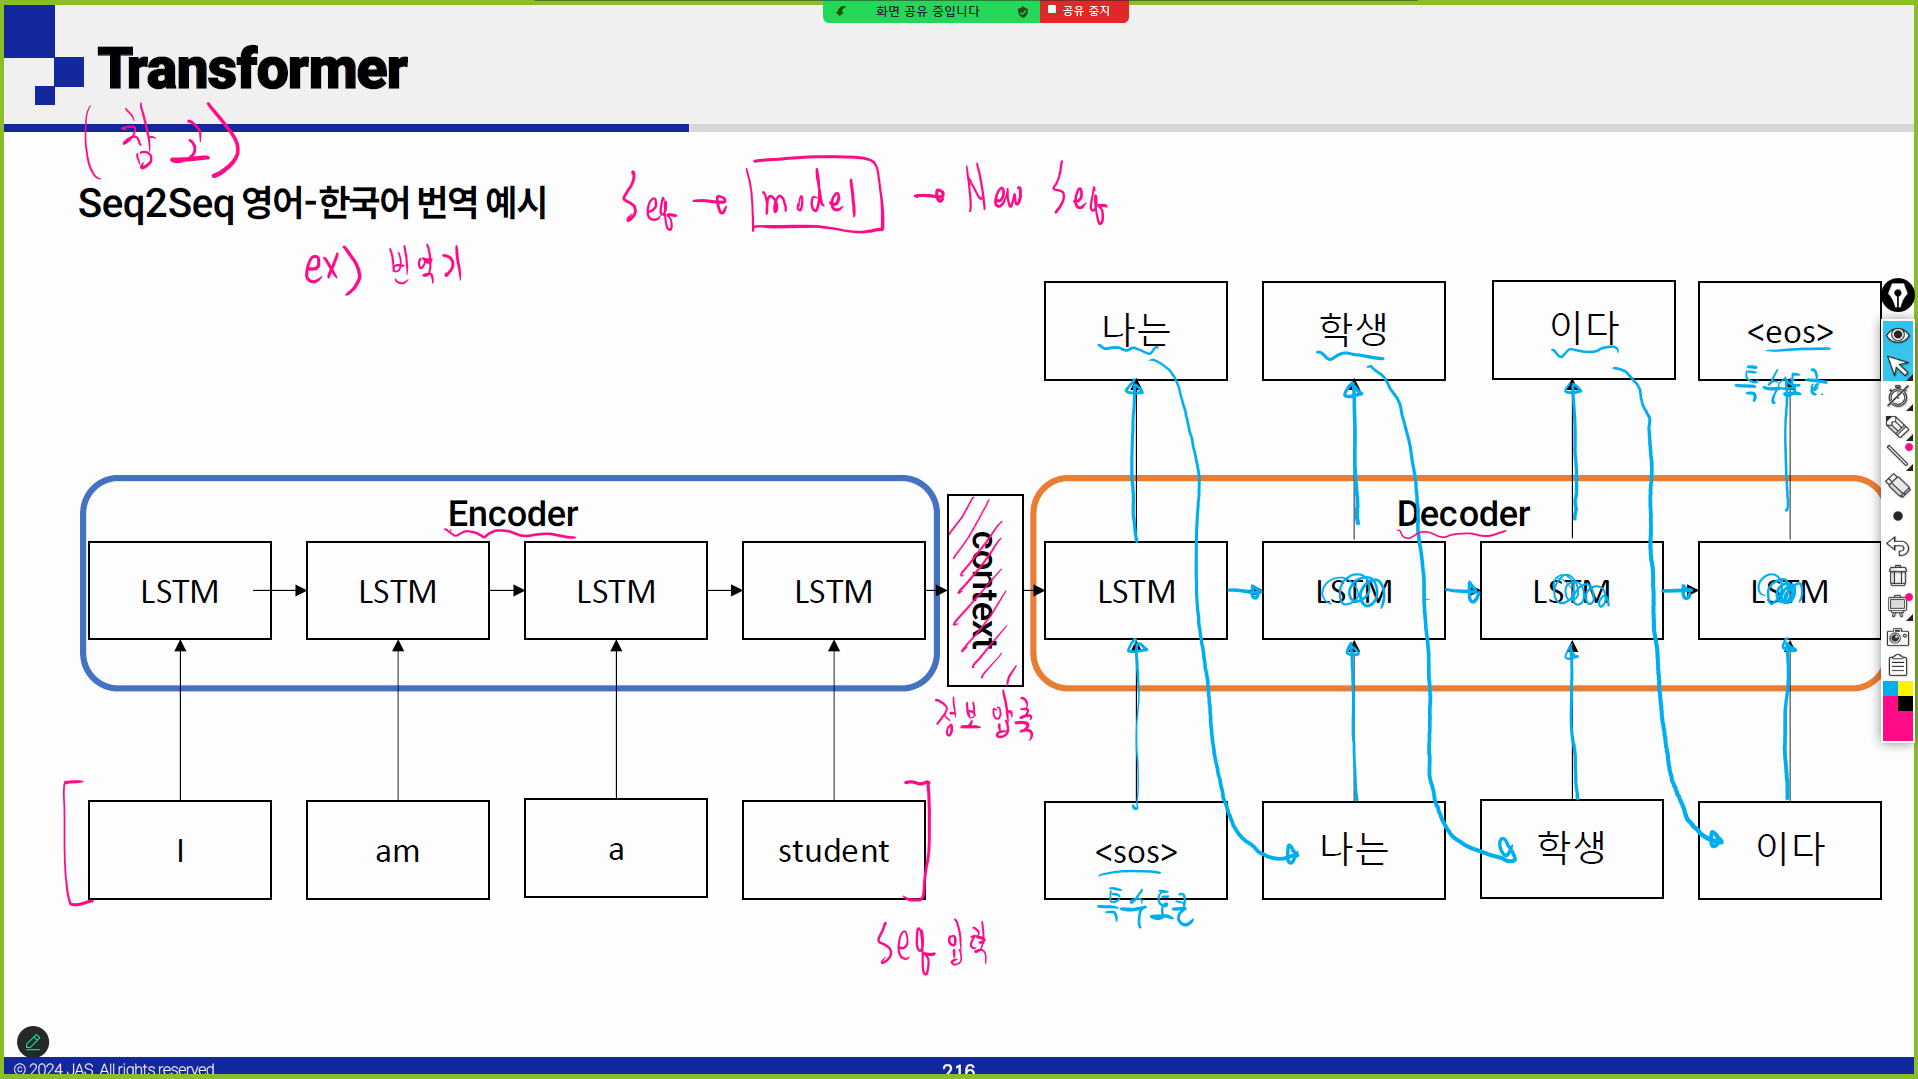 화면 공유 중입니다 공유 중지
Transformer
(참고)
Seq2Seq 영어-한국어 번역 예시
Seq → model → New Seq
ex) 번역기
나는 학생 이다 <eos>
특수토큰
Encoder
Decoder
LSTM LSTM LSTM LSTM context LSTM LSTM LSTM LSTM
정보 압축
I am a student <sos> 나는 학생 이다
특수토큰
Seq 입력
© 2024 JAS. All rights reserved
216